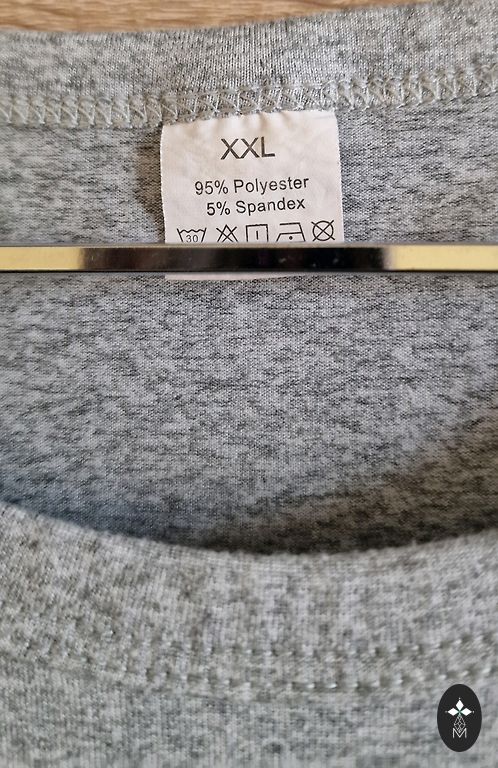 XXL
95% Polyester
5% Spandex
30
M